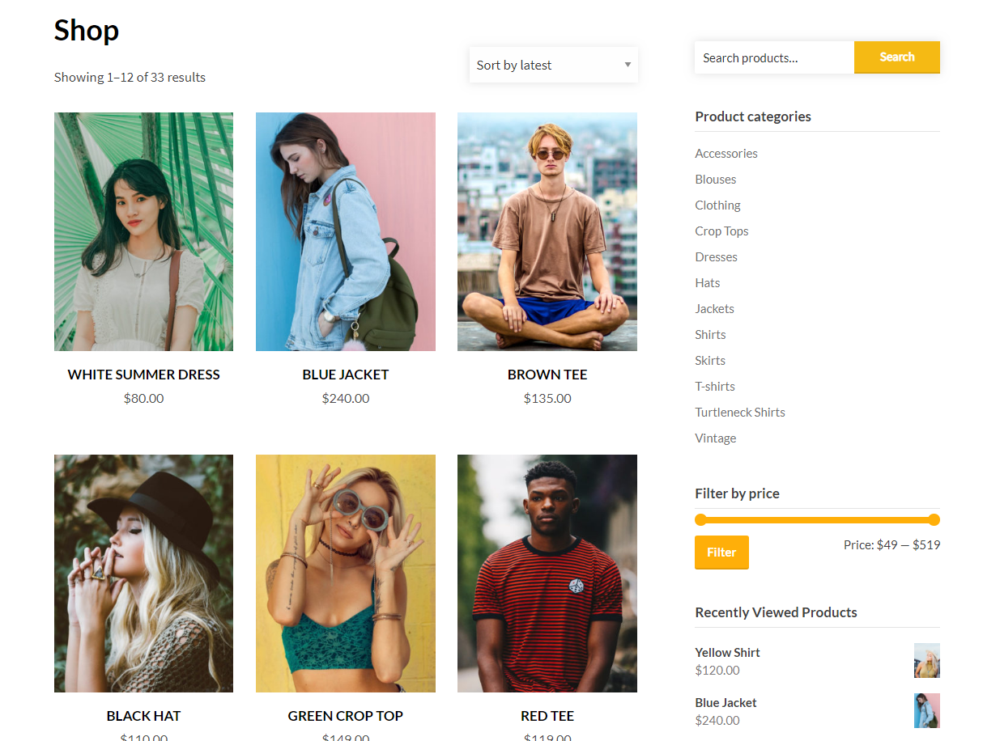 Shop
Showing 1–12 of 33 results
Sort by latest
WHITE SUMMER DRESS
$80.00
BLUE JACKET
$240.00
BROWN TEE
$135.00
BLACK HAT
$110.00
GREEN CROP TOP
$149.00
RED TEE
$119.00
Search products…
Search
Product categories
Accessories
Blouses
Clothing
Crop Tops
Dresses
Hats
Jackets
Shirts
Skirts
T-shirts
Turtleneck Shirts
Vintage
Filter by price
Filter
Price: $49 — $519
Recently Viewed Products
Yellow Shirt
$120.00
Blue Jacket
$240.00